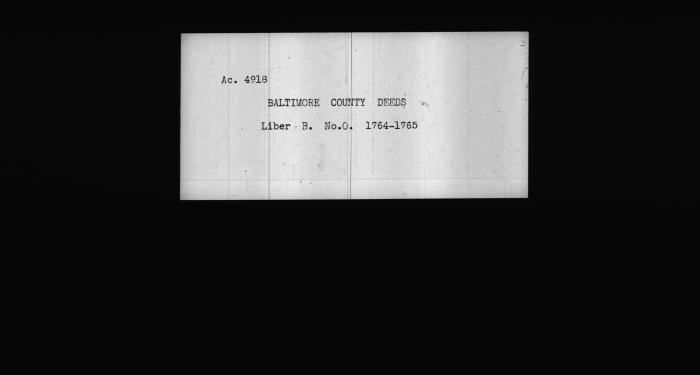 Ac. 4918
BALTIMORE COUNTY DEEDS
Liber B. No.O. 1764-1765